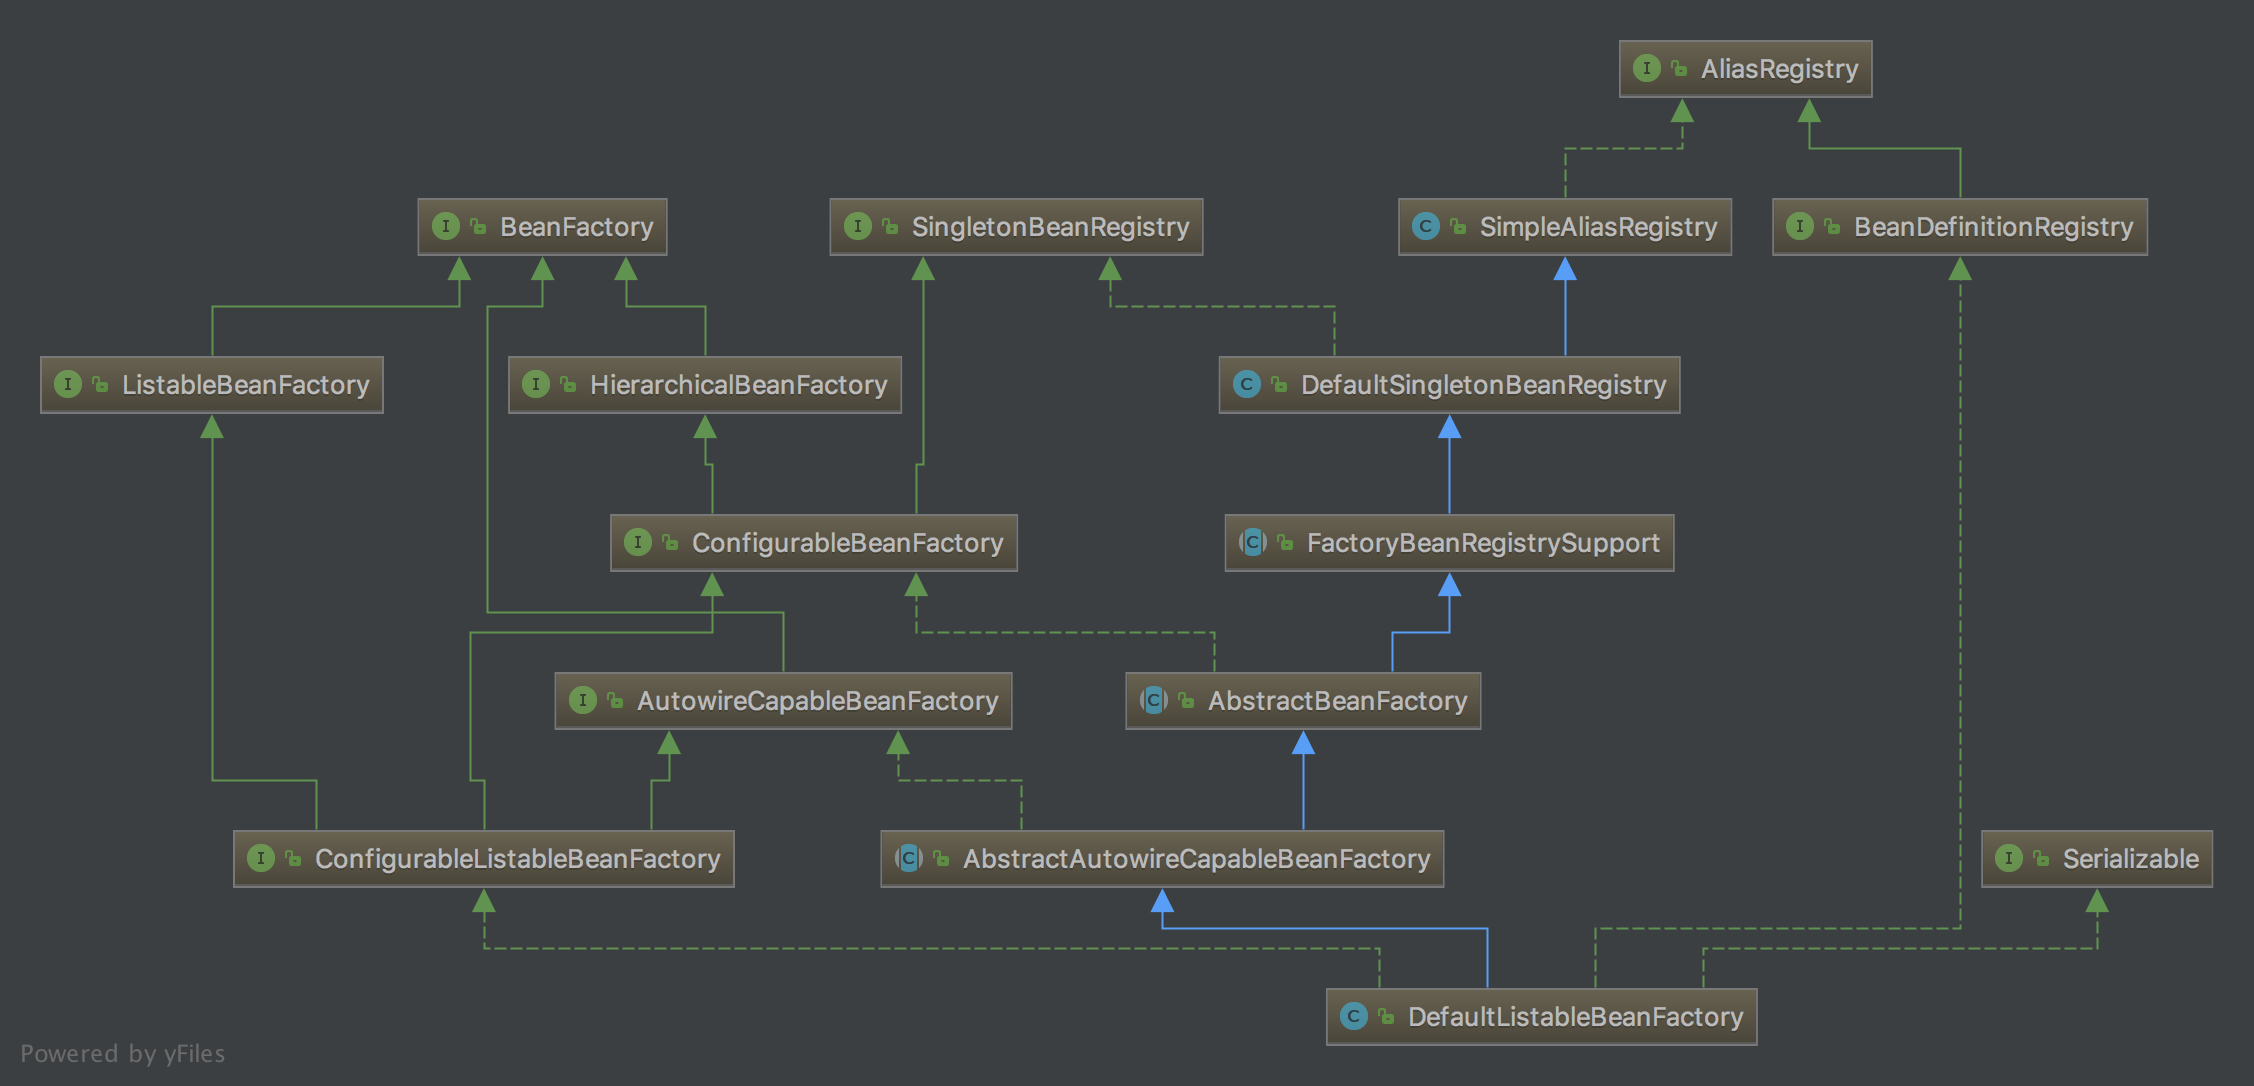 I AliasRegistry
I BeanFactory
I SingletonBeanRegistry
C SimpleAliasRegistry
I BeanDefinitionRegistry
I ListableBeanFactory
I HierarchicalBeanFactory
C DefaultSingletonBeanRegistry
I ConfigurableBeanFactory
C FactoryBeanRegistrySupport
I AutowireCapableBeanFactory
C AbstractBeanFactory
I ConfigurableListableBeanFactory
C AbstractAutowireCapableBeanFactory
I Serializable
C DefaultListableBeanFactory
Powered by yFiles